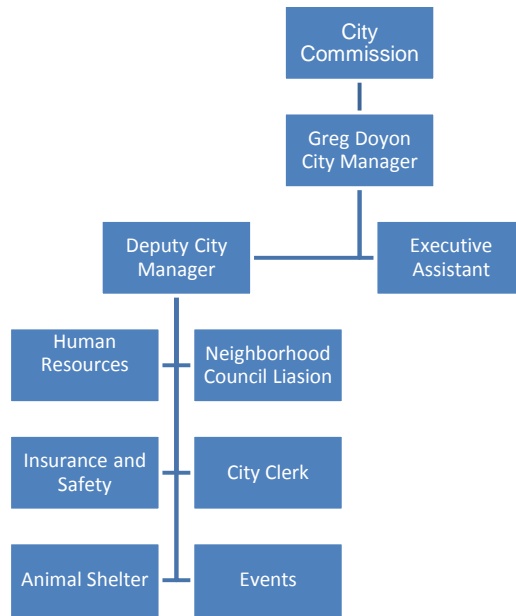 City
Commission
Greg Doyon
City Manager
Deputy City
Manager
Executive
Assistant
Human
Resources
Neighborhood
Council Liasion
Insurance and
Safety
City Clerk
Animal Shelter
Events